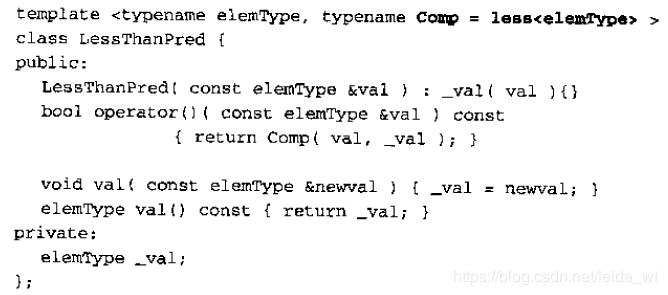 template <typename elemType, typename Comp = less<elemType> >
class LessThanPred {
public:
LessThanPred( const elemType &val ) : _val( val ){}
bool operator()( const elemType &val ) const
{ return Comp( val, _val ); }
void val( const elemType &newval ) { _val = newval; }
elemType val() const { return _val; }
private:
elemType _val;
};
https://blog.csdn.net/leida_wt